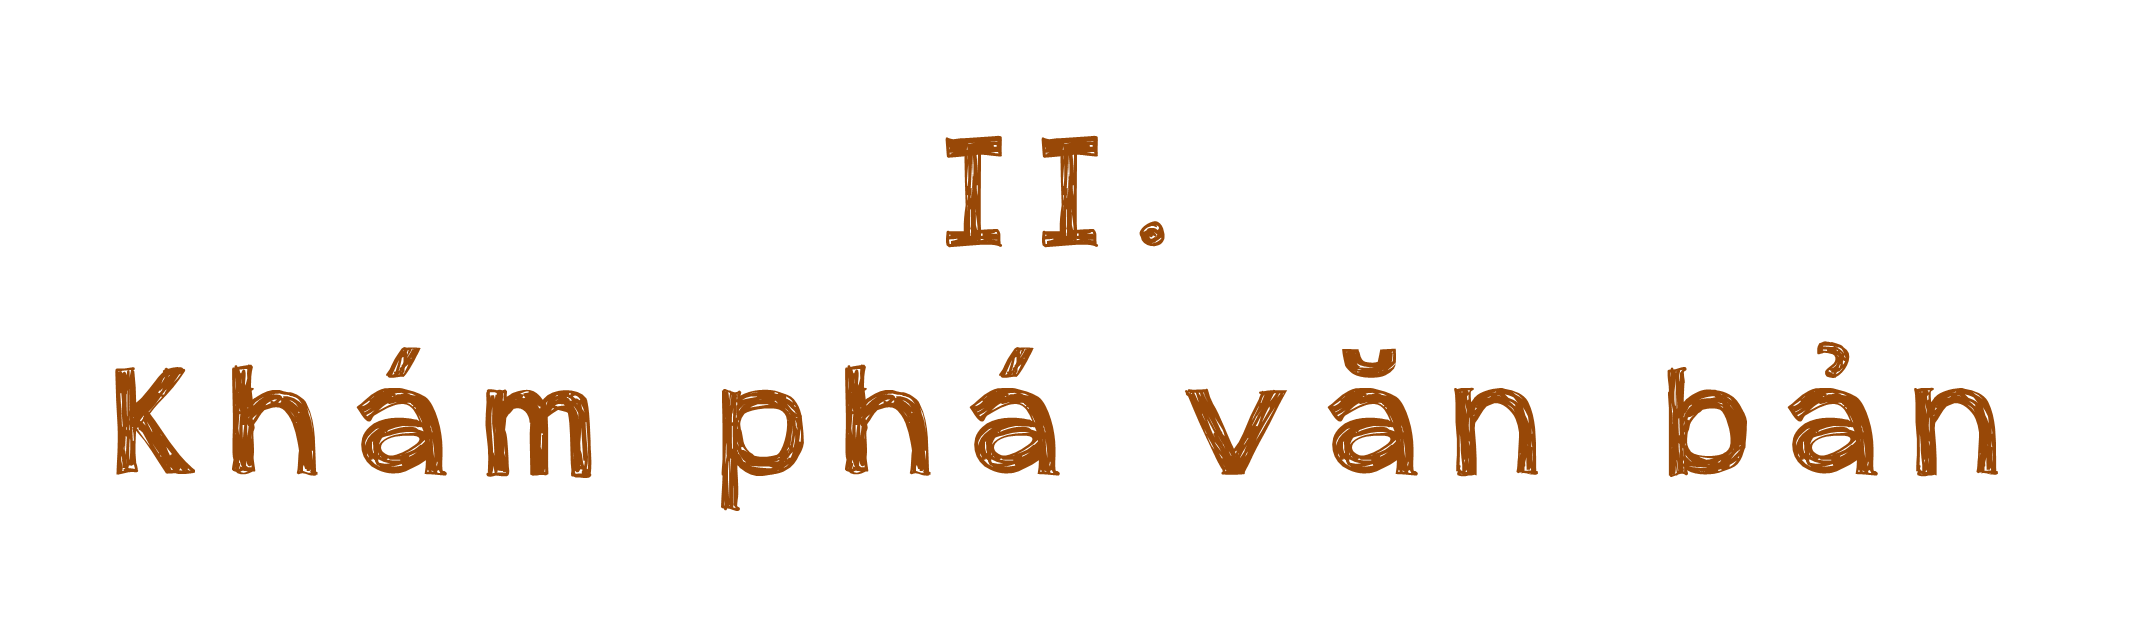 II.
Khám phá văn bản